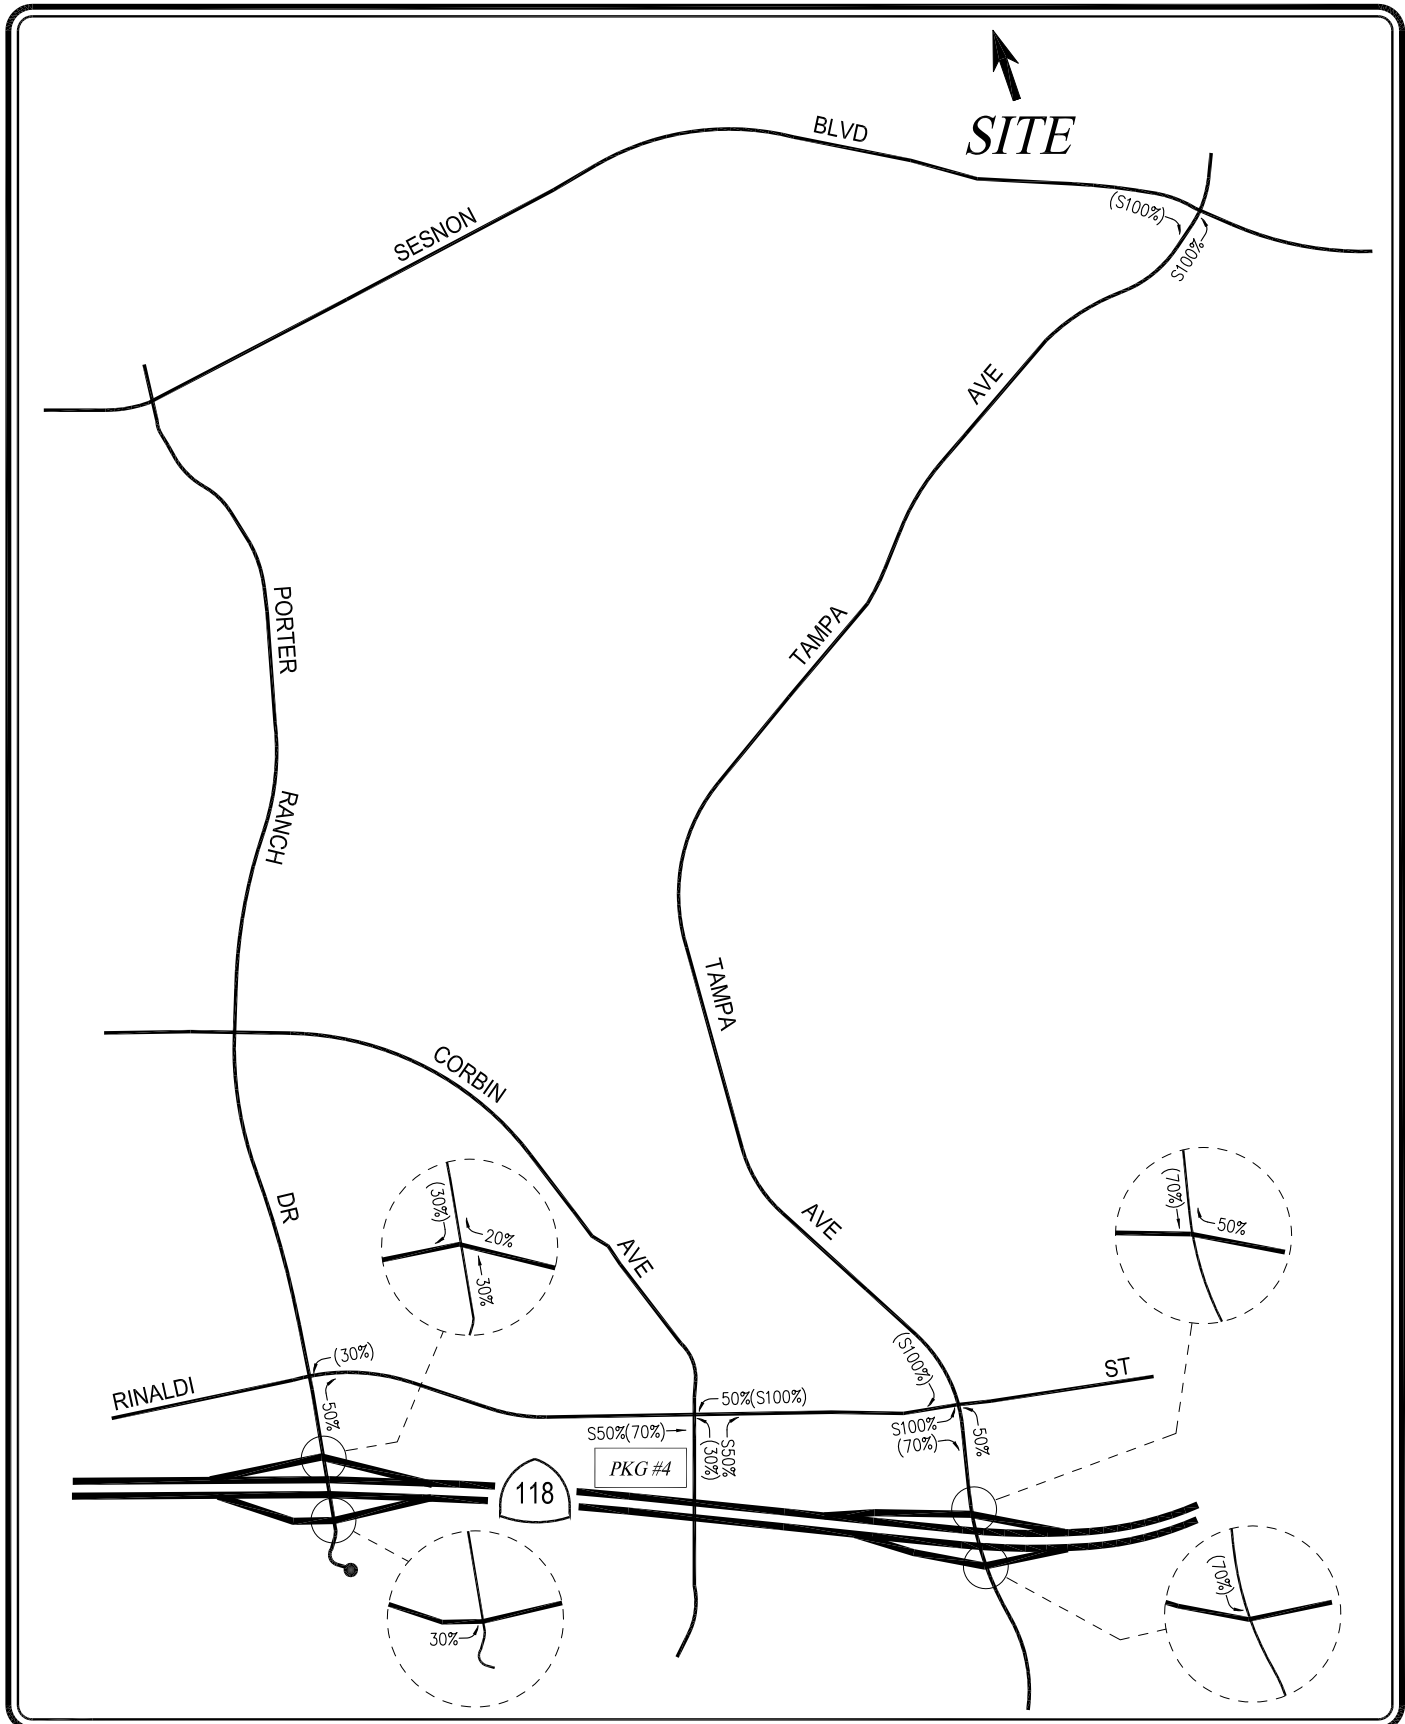 BLVD
SITE
SESNON
(S100%)
S100%
AVE
PORTER
TAMPA
RANCH
TAMPA
CORBIN
DR
AVE
AVE
(30%)
20%
30%
(70%)
50%
(30%)
RINALDI
50%
50%(S100%)
S50%(70%)
(30%)
S50%
(S100%)
ST
S100%
(70%)
50%
PKG #4
118
30%
(70%)